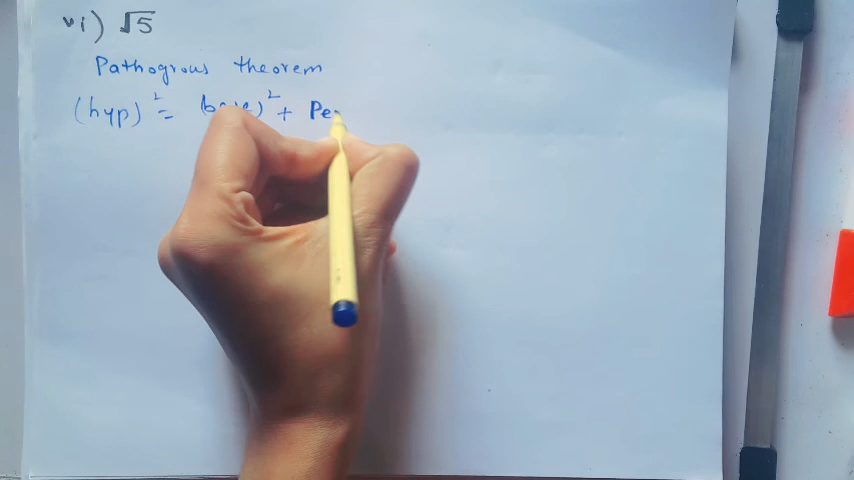 vi) √5
Pathogrous theorem
(hyp)² = (base)² + Pe